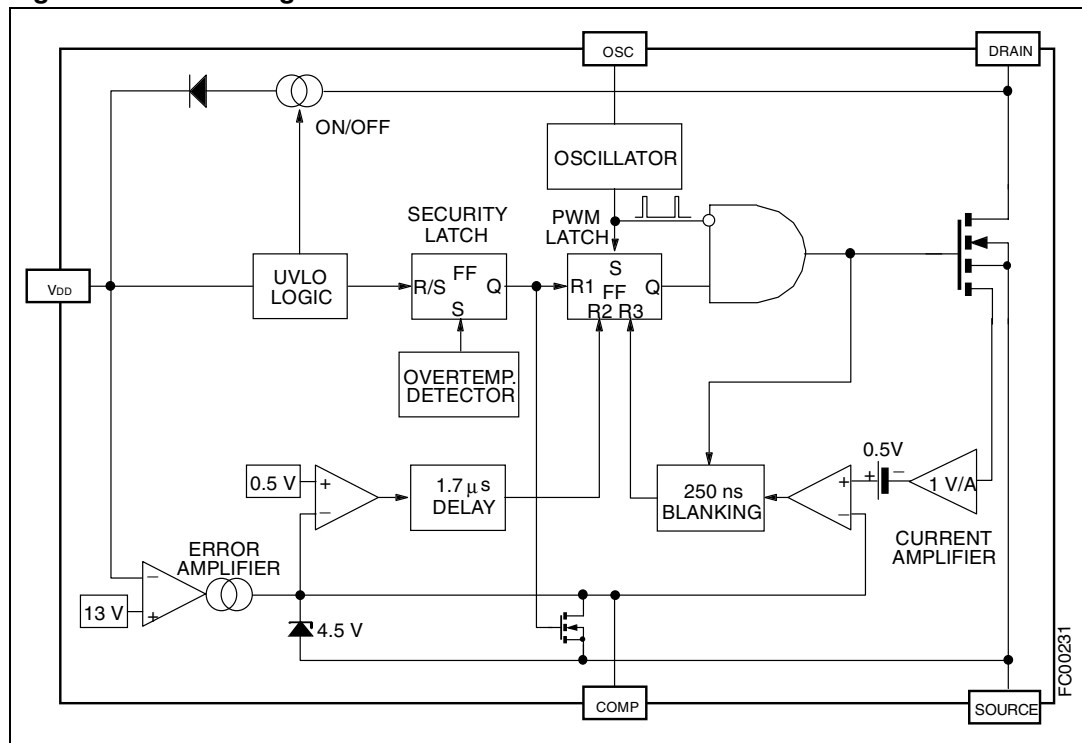 OSC
DRAIN
ON/OFF
OSCILLATOR
SECURITY
LATCH
PWM
LATCH
VDD
UVLO
LOGIC
R/S
FF
Q
S
R1
S
FF
Q
R2 R3
OVERTEMP.
DETECTOR
0.5 V
+
−
1.7 μs
DELAY
250 ns
BLANKING
+
−
0.5V
+
−
1 V/A
CURRENT
AMPLIFIER
ERROR
AMPLIFIER
−
+
13 V
4.5 V
COMP
SOURCE
FC00231